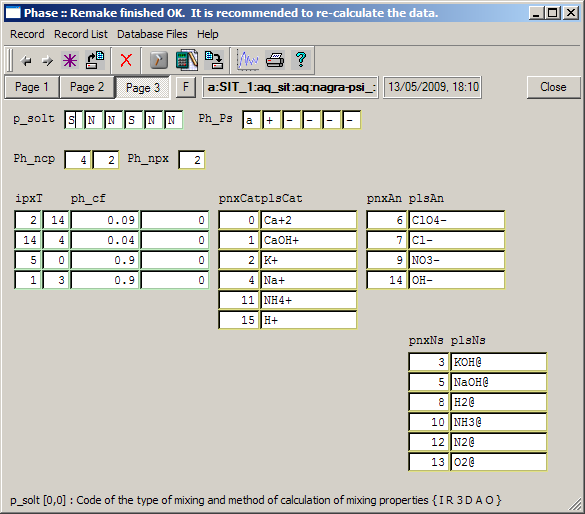 Phase :: Remake finished OK.  It is recommended to re-calculate the data.
Record Record List Database Files Help
Page 1 Page 2 Page 3 F a:SIT_1:aq_sit:aq:nagra-psi_: 13/05/2009, 18:10 Close
p_solt S N N S N N Ph_Ps a + - - - -
Ph_ncp 4 2 Ph_npx 2
ipxT ph_cf pnxCat plsCat pnxAn plsAn
2 14 0.09 0 0 Ca+2 6 ClO4-
14 4 0.04 0 1 CaOH+ 7 Cl-
5 0 0.9 0 2 K+ 9 NO3-
1 3 0.9 0 4 Na+ 14 OH-
11 NH4+
15 H+
pnxNs plsNs
3 KOH@
5 NaOH@
8 H2@
10 NH3@
12 N2@
13 O2@
p_solt [0,0] : Code of the type of mixing and method of calculation of mixing properties { I R 3 D A O }